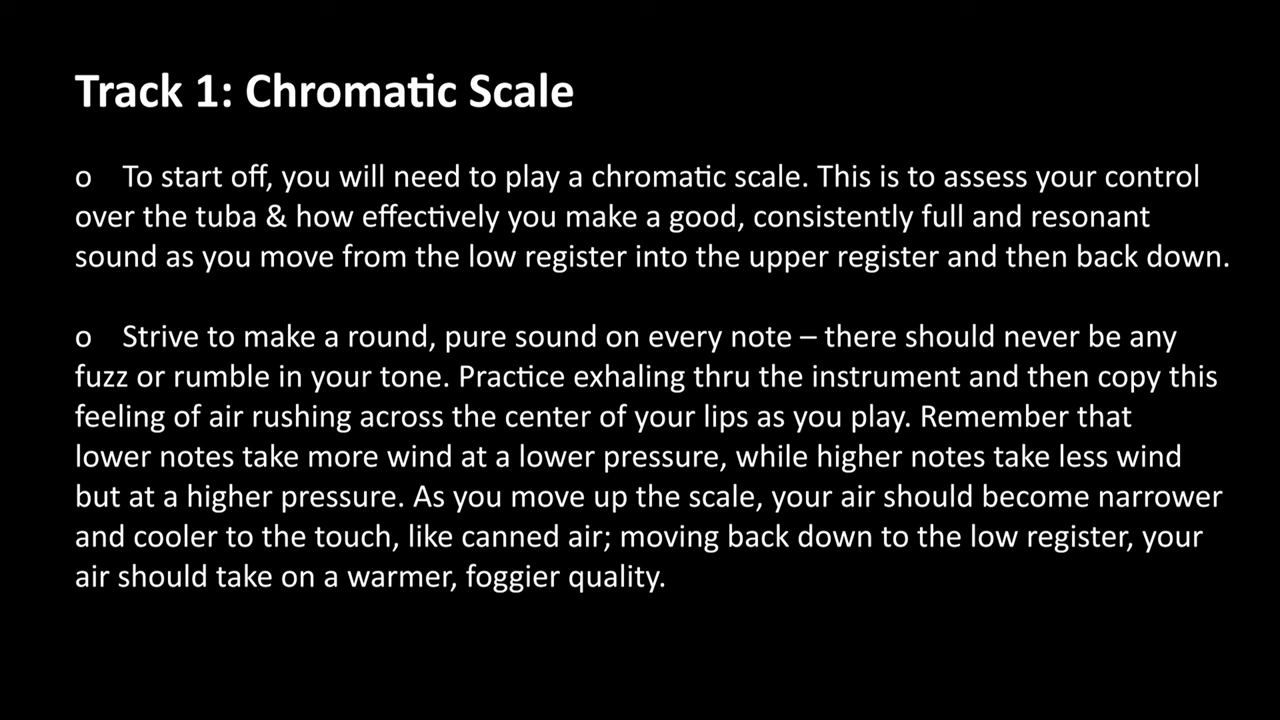 Track 1: Chromatic Scale
o To start off, you will need to play a chromatic scale. This is to assess your control
over the tuba & how effectively you make a good, consistently full and resonant
sound as you move from the low register into the upper register and then back down.
o Strive to make a round, pure sound on every note – there should never be any
fuzz or rumble in your tone. Practice exhaling thru the instrument and then copy this
feeling of air rushing across the center of your lips as you play. Remember that
lower notes take more wind at a lower pressure, while higher notes take less wind
but at a higher pressure. As you move up the scale, your air should become narrower
and cooler to the touch, like canned air; moving back down to the low register, your
air should take on a warmer, foggier quality.